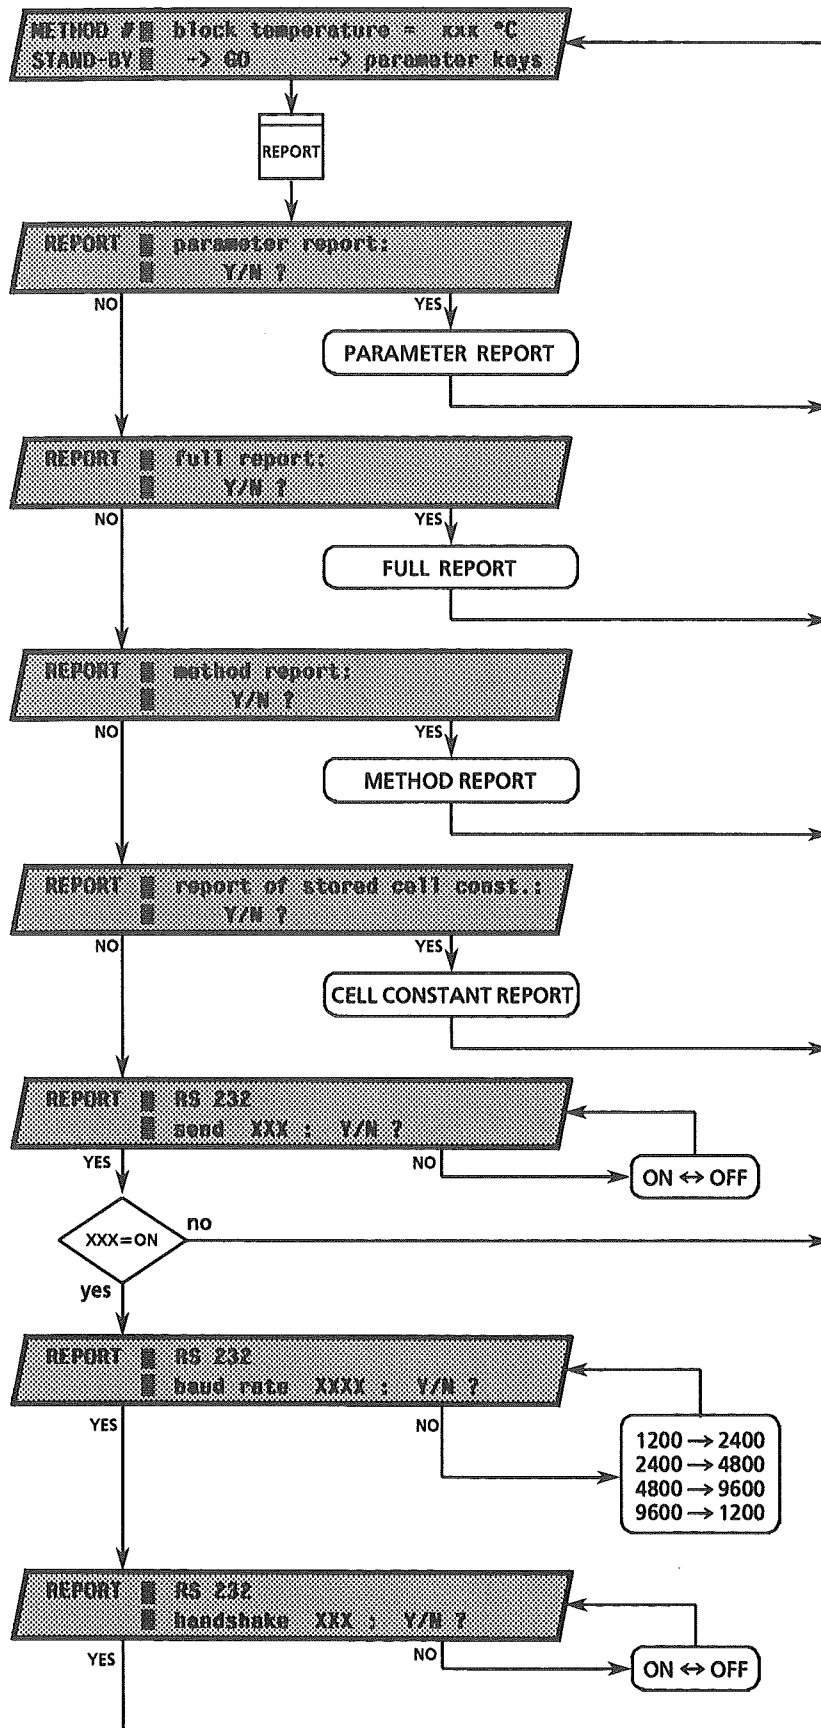 METHOD # block temperature = xxx °C
STAND-BY -> GO -> parameter keys
REPORT
REPORT parameter report:
Y/N ?
NO YES
PARAMETER REPORT
REPORT full report:
Y/N ?
NO YES
FULL REPORT
REPORT method report:
Y/N ?
NO YES
METHOD REPORT
REPORT report of stored cell const.:
Y/N ?
NO YES
CELL CONSTANT REPORT
REPORT RS 232
send XXX : Y/N ?
YES NO
ON ↔ OFF
XXX=ON no
yes
REPORT RS 232
baud rate XXXX : Y/N ?
YES NO
1200 → 2400
2400 → 4800
4800 → 9600
9600 → 1200
REPORT RS 232
handshake XXX : Y/N ?
YES NO
ON ↔ OFF